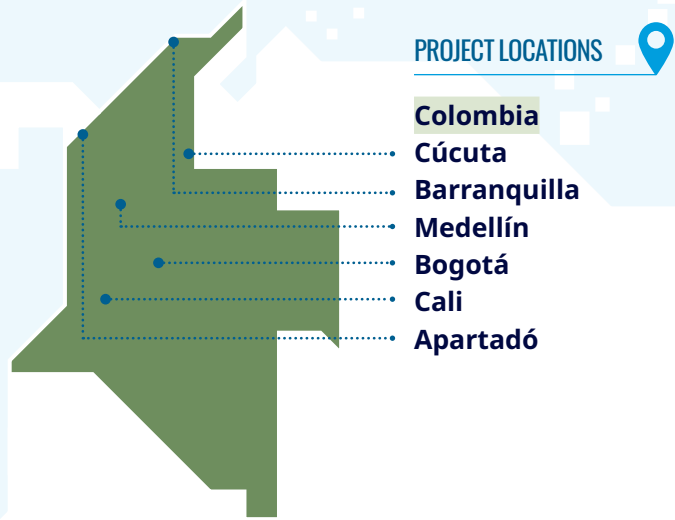 PROJECT LOCATIONS
Colombia
Cúcuta
Barranquilla
Medellín
Bogotá
Cali
Apartadó